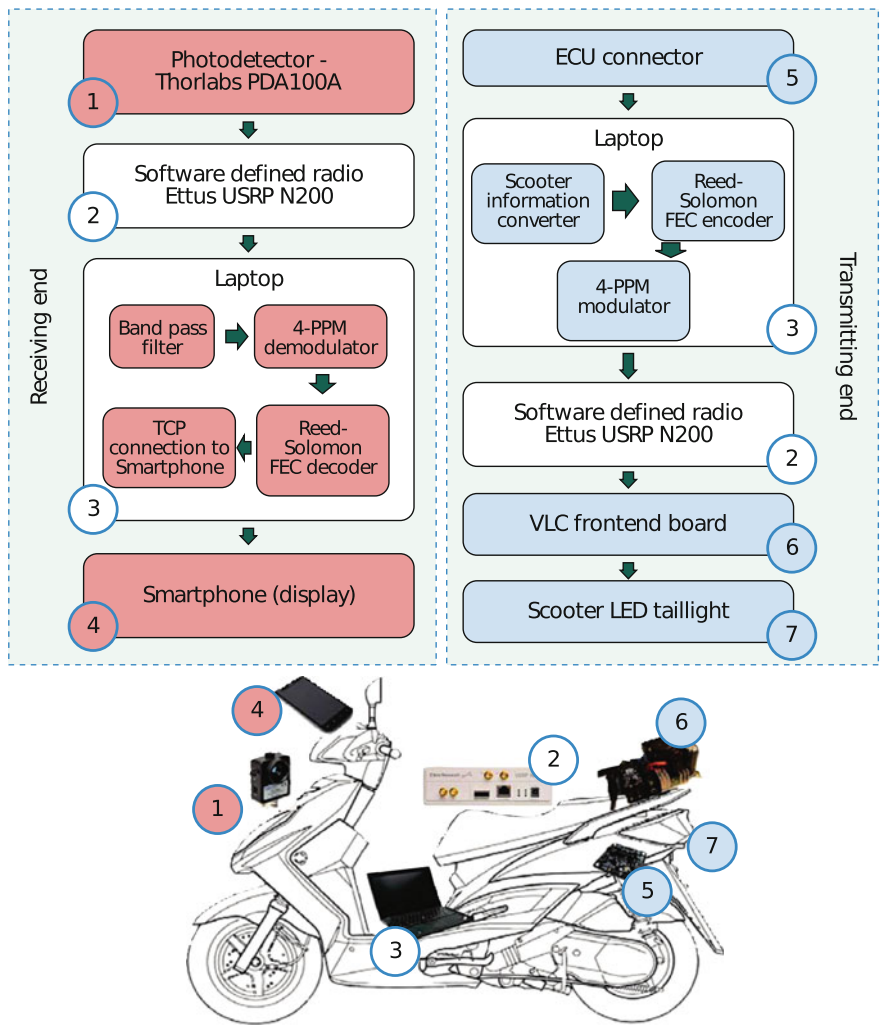 Receiving end
Photodetector -
Thorlabs PDA100A
1
Software defined radio
Ettus USRP N200
2
Laptop
Band pass
filter
4-PPM
demodulator
TCP
connection to
Smartphone
Reed-
Solomon
FEC decoder
3
Smartphone (display)
4
ECU connector
5
Laptop
Scooter
information
converter
Reed-
Solomon
FEC encoder
4-PPM
modulator
3
Software defined radio
Ettus USRP N200
2
VLC frontend board
6
Scooter LED taillight
7
Transmitting end
4
6
2
1
7
5
3